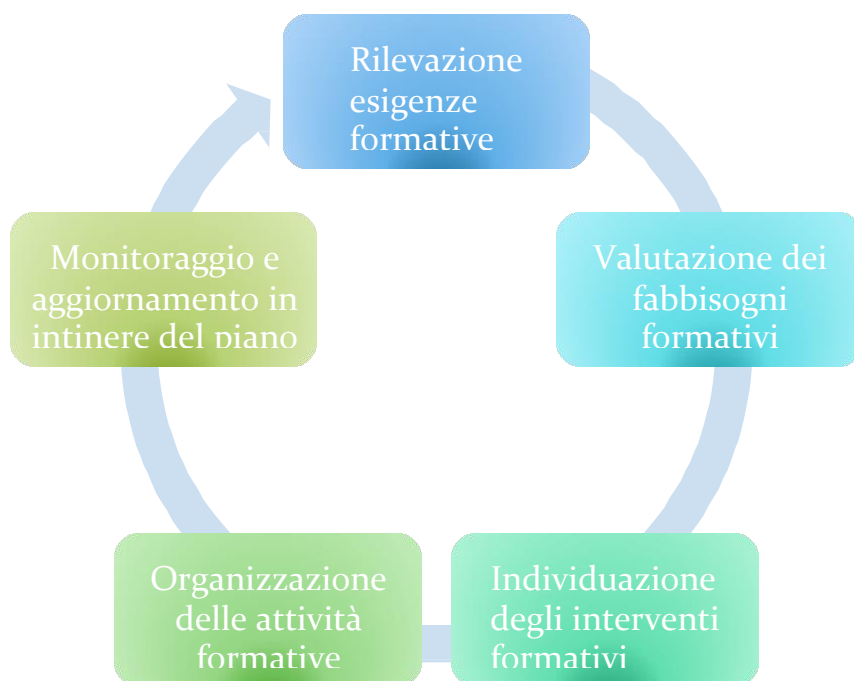 Rilevazione
esigenze
formative
Valutazione dei
fabbisogni
formativi
Individuazione
degli interventi
formativi
Organizzazione
delle attività
formative
Monitoraggio e
aggiornamento in
intinere del piano